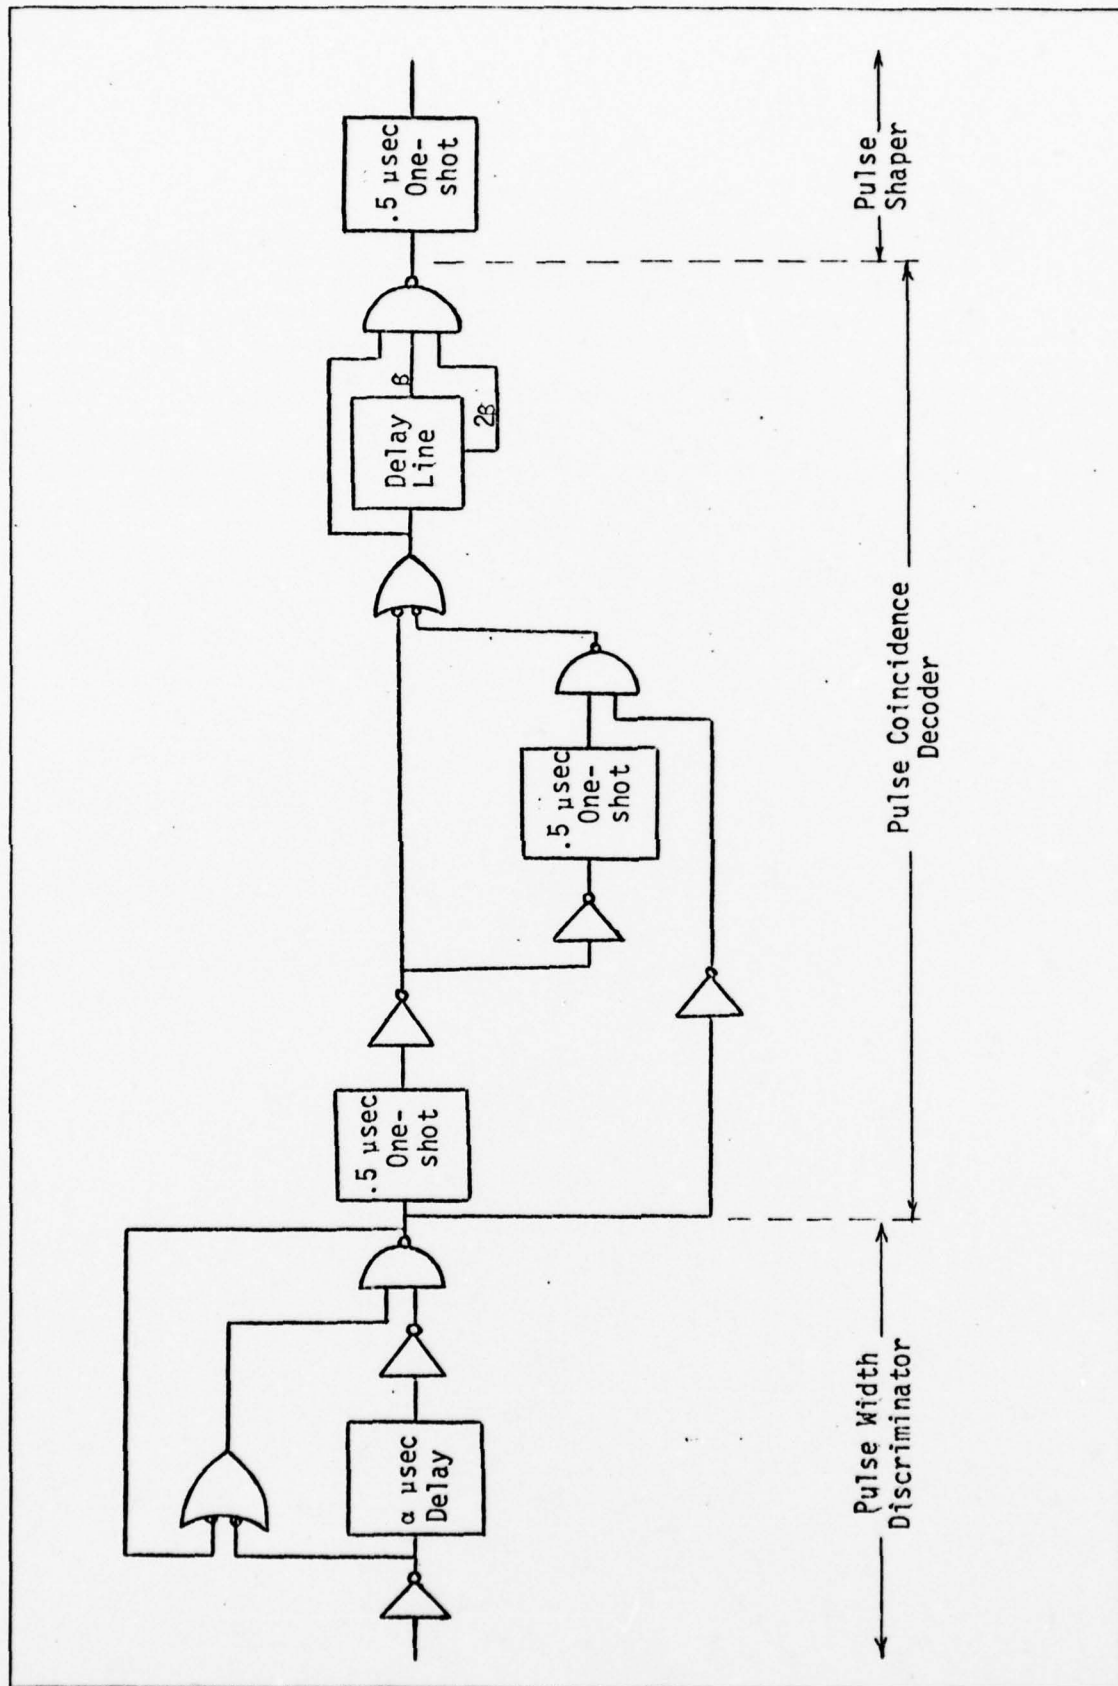 α μsec
Delay
.5 μsec
One-
shot
.5 μsec
One-
shot
Delay
Line
β
2β
.5 μsec
One-
shot
Pulse Width
Discriminator
Pulse Coincidence
Decoder
Pulse
Shaper